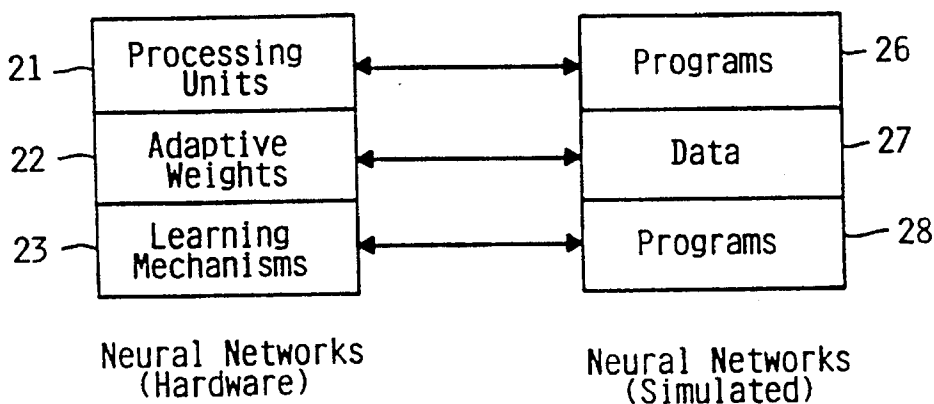 21
Processing
Units
Programs
26
22
Adaptive
Weights
Data
27
23
Learning
Mechanisms
Programs
28
Neural Networks
(Hardware)
Neural Networks
(Simulated)